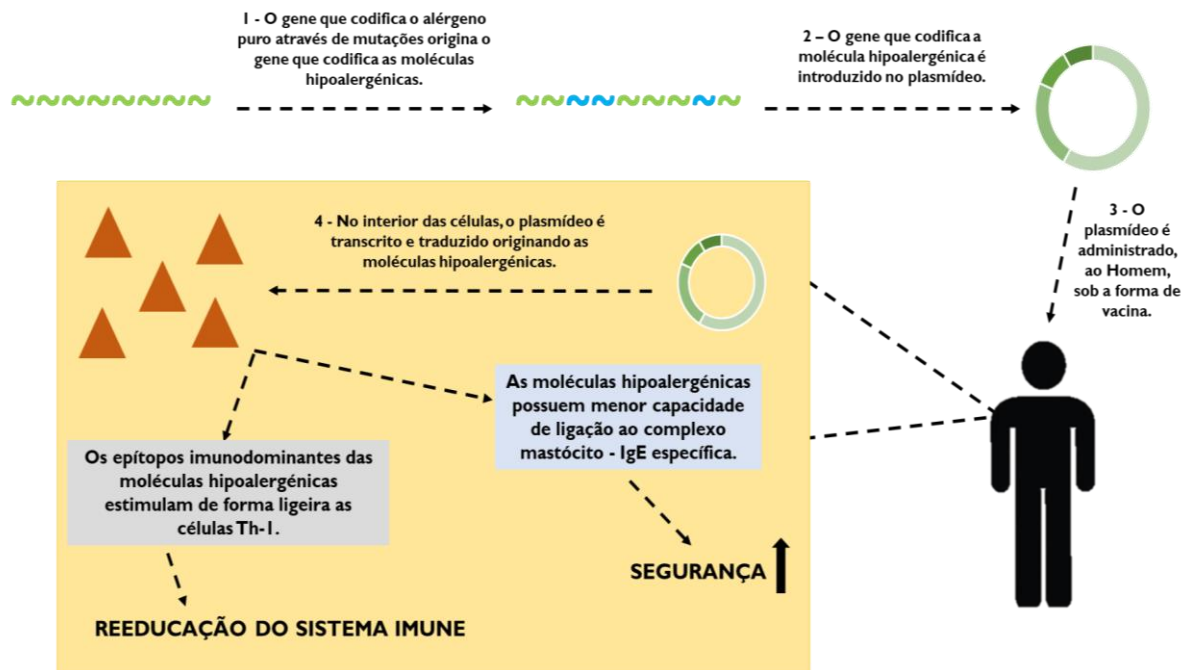 1 - O gene que codifica o alérgeno
puro através de mutações origina o
gene que codifica as moléculas
hipoalergénicas.
2 – O gene que codifica a
molécula hipoalergénica é
introduzido no plasmídeo.
3 - O
plasmídeo é
administrado,
ao Homem,
sob a forma de
vacina.
4 - No interior das células, o plasmídeo é
transcrito e traduzido originando as
moléculas hipoalergénicas.
As moléculas hipoalergénicas
possuem menor capacidade
de ligação ao complexo
mastócito - IgE específica.
Os epítopos imunodominantes das
moléculas hipoalergénicas
estimulam de forma ligeira as
células Th-1.
SEGURANÇA
REEDUCAÇÃO DO SISTEMA IMUNE